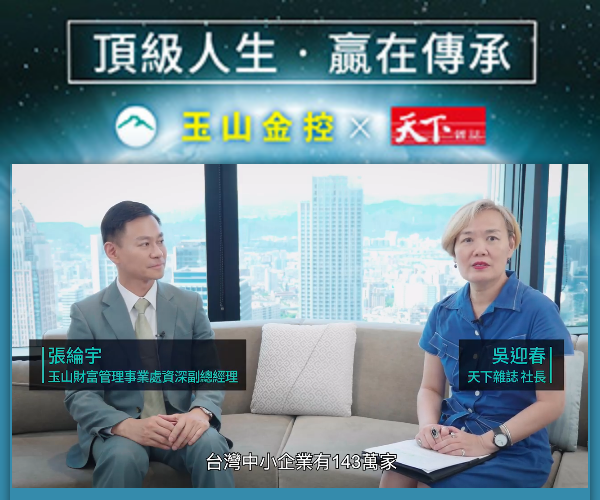 頂級人生·贏在傳承
玉山金控×天下雜誌
張綸宇
玉山財富管理事業處資深副總經理
吳迎春
天下雜誌 社長
台灣中小企業有143萬家